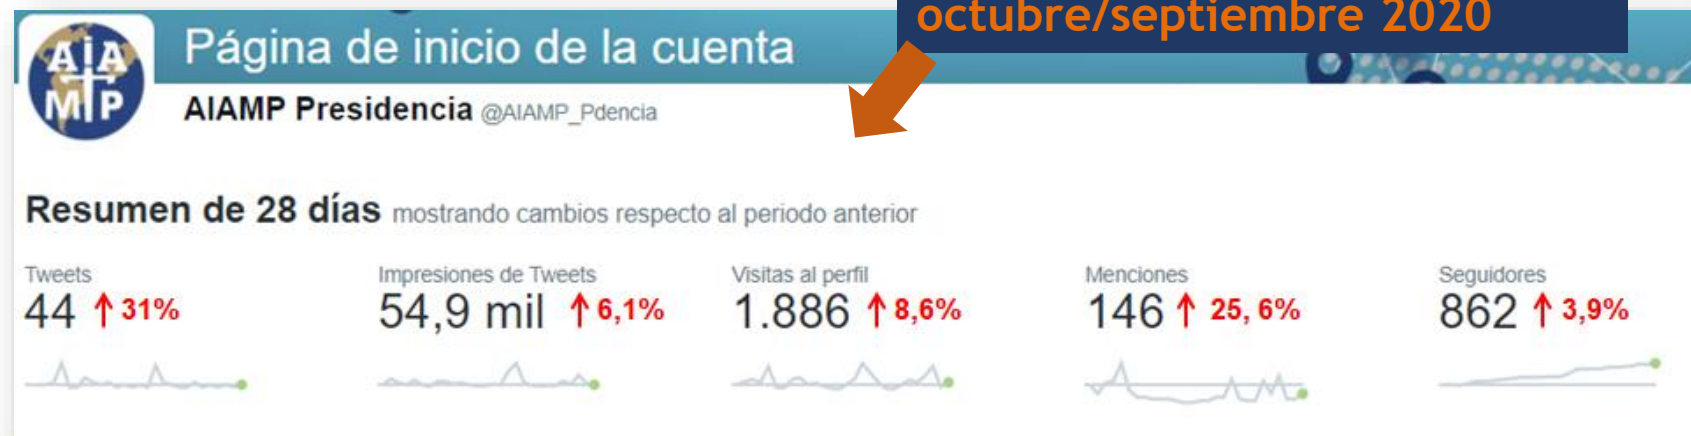 octubre/septiembre 2020
AIA
MP
Página de inicio de la cuenta
AIAMP Presidencia @AIAMP_Pdencia
Resumen de 28 días mostrando cambios respecto al periodo anterior
Tweets
44 ↑ 31%
Impresiones de Tweets
54,9 mil ↑ 6,1%
Visitas al perfil
1.886 ↑ 8,6%
Menciones
146 ↑ 25, 6%
Seguidores
862 ↑ 3,9%